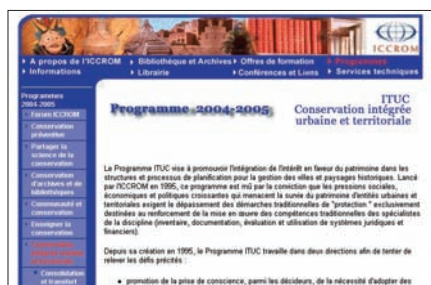 ICCROM
A propos de l'ICCROM
Bibliothèque et Archives
Offres de formation
Programmes
Informations
Librairie
Conférences et Liens
Services techniques
Programmes
2004-2005
Forum ICCROM
Conservation
préventive
Partager la
science de la
conservation
Conservation
d'archives et de
bibliothèques
Communauté et
conservation
Enseigner la
conservation
Consolidation
et transfert
Programme 2004-2005
ITUC
Conservation intégrée
urbaine et territoriale
Le Programme ITUC vise à promouvoir l'intégration de l'intérêt en faveur du patrimoine dans les
structures et processus de planification pour la gestion des villes et paysages historiques. Lancé
par l'ICCROM en 1995, ce programme est mû par la conviction que les pressions sociales,
économiques et politiques croissantes qui menacent la survie du patrimoine d'entités urbaines et
territoriales exigent le dépassement des démarches traditionnelles de "protection" exclusivement
destinées au renforcement de la mise en œuvre des compétences traditionnelles des spécialistes
de la discipline (inventaire, documentation, évaluation et utilisation de systèmes juridiques et
financiers).
Depuis sa création en 1995, le Programme ITUC travaille dans deux directions afin de tenter de
relever les défis précités :
promotion de la prise de conscience, parmi les décideurs, de la nécessité d'adopter des